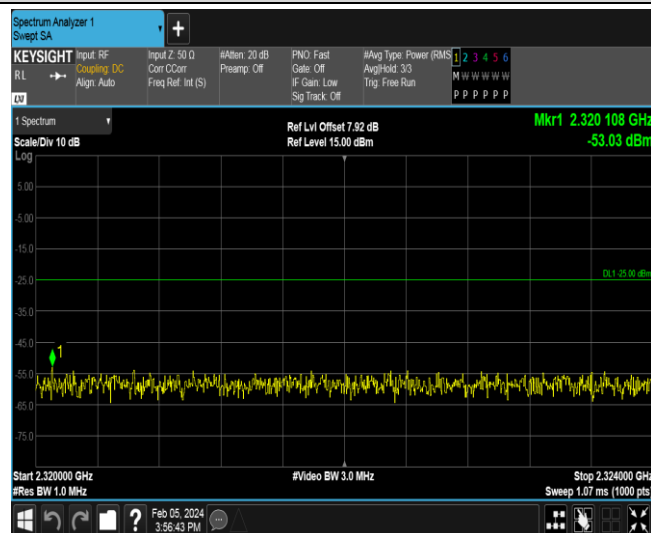 Spectrum Analyzer 1
Swept SA
KEYSIGHT
RL
LXI
Input: RF
Coupling: DC
Align: Auto
Input Z: 50 Ω
Corr CCorr
Freq Ref: Int (S)
#Atten: 20 dB
Preamp: Off
PNO: Fast
Gate: Off
IF Gain: Low
Sig Track: Off
#Avg Type: Power (RMS
Avg|Hold: 3/3
Trig: Free Run
1 2 3 4 5 6
M W W W W W
P P P P P P
1 Spectrum
Scale/Div 10 dB
Ref Lvl Offset 7.92 dB
Ref Level 15.00 dBm
Mkr1 2.320 108 GHz
-53.03 dBm
Log
5.00
-5.00
-15.0
DL1 -25.00 dBm
-25.0
-35.0
-45.0
1
-55.0
-65.0
-75.0
Start 2.320000 GHz
#Res BW 1.0 MHz
#Video BW 3.0 MHz
Stop 2.324000 GHz
Sweep 1.07 ms (1000 pts)
?
Feb 05, 2024
3:56:43 PM